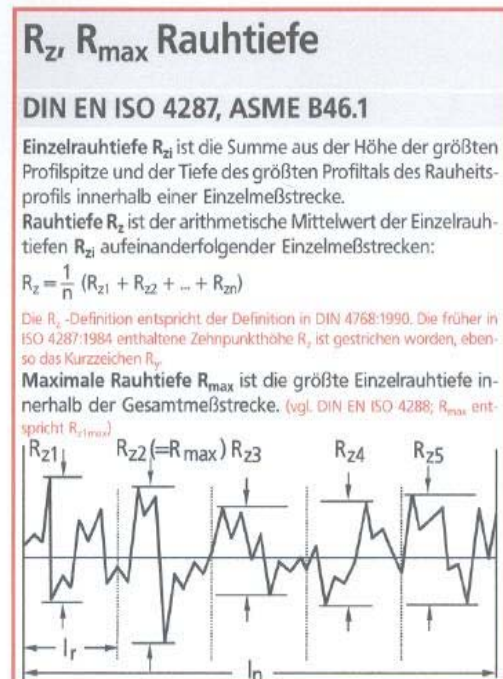 Rz, Rmax Rauhtiefe
DIN EN ISO 4287, ASME B46.1
Einzelrauhtiefe Rzi ist die Summe aus der Höhe der größten
Profilspitze und der Tiefe des größten Profiltals des Rauheits-
profils innerhalb einer Einzelmeßstrecke.
Rauhtiefe Rz ist der arithmetische Mittelwert der Einzelrauh-
tiefen Rzi aufeinanderfolgender Einzelmeßstrecken:
Rz = 1/n (Rz1 + Rz2 + ... + Rzn)
Die Rz -Definition entspricht der Definition in DIN 4768:1990. Die früher in
ISO 4287:1984 enthaltene Zehnpunkthöhe Rz ist gestrichen worden, eben-
so das Kurzzeichen Ry.
Maximale Rauhtiefe Rmax ist die größte Einzelrauhtiefe in-
nerhalb der Gesamtmeßstrecke. (vgl. DIN EN ISO 4288; Rmax ent-
spricht Rz1max)
Rz1 Rz2 (=Rmax) Rz3 Rz4 Rz5
lr
ln